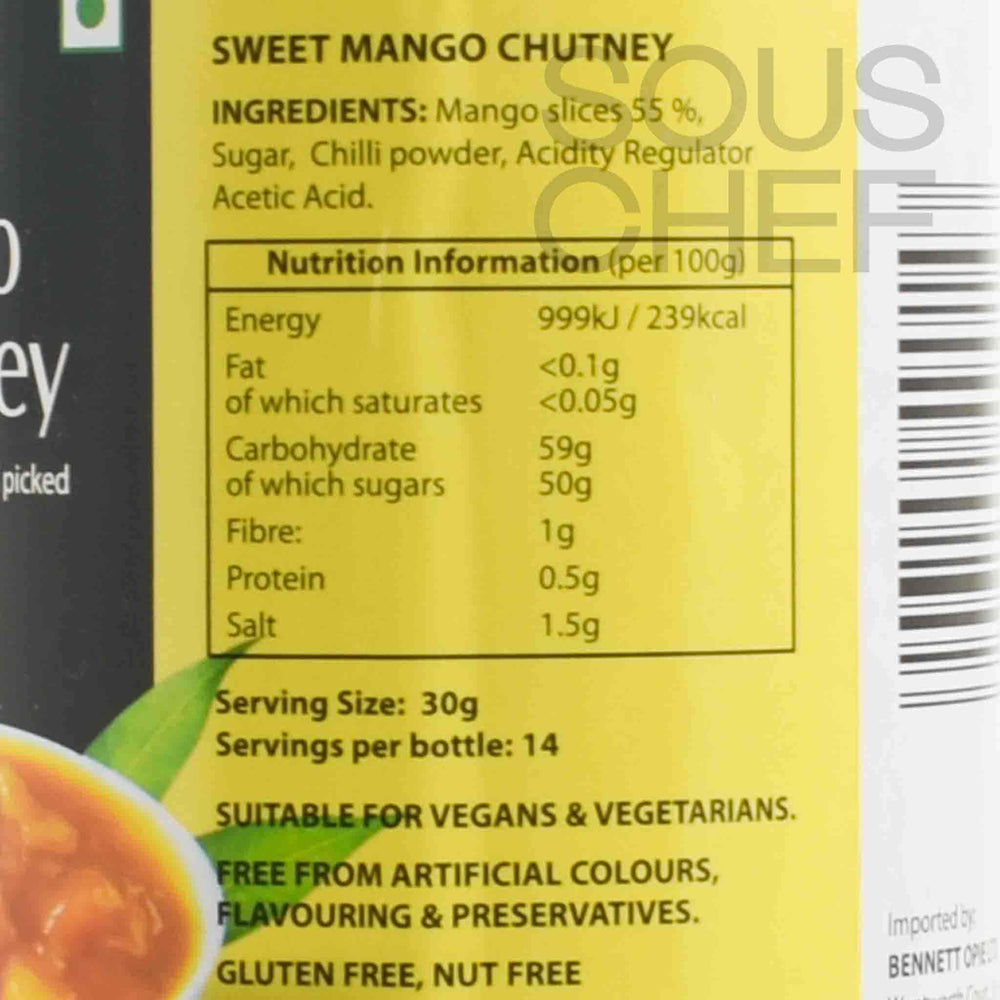 SOUS
CHEF
SWEET MANGO CHUTNEY
INGREDIENTS: Mango slices 55 %,
Sugar, Chilli powder, Acidity Regulator
Acetic Acid.
Nutrition Information (per 100g)
Energy 999kJ / 239kcal
Fat <0.1g
of which saturates <0.05g
Carbohydrate 59g
of which sugars 50g
Fibre: 1g
Protein 0.5g
Salt 1.5g
Serving Size: 30g
Servings per bottle: 14
SUITABLE FOR VEGANS & VEGETARIANS.
FREE FROM ARTIFICIAL COLOURS,
FLAVOURING & PRESERVATIVES.
GLUTEN FREE, NUT FREE
ey
picked
Imported by:
BENNETT OPIE